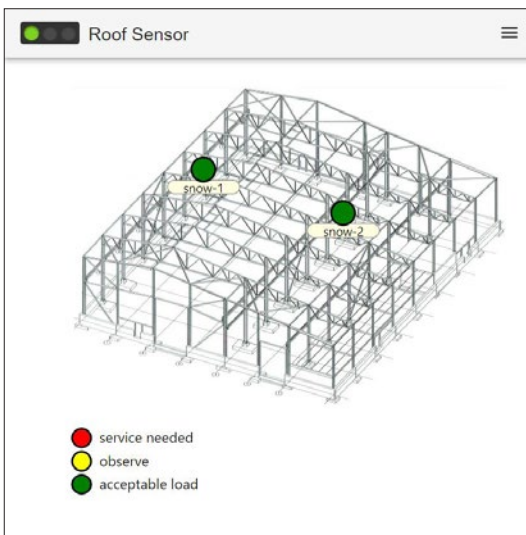 Roof Sensor
snow-1
snow-2
service needed
observe
acceptable load